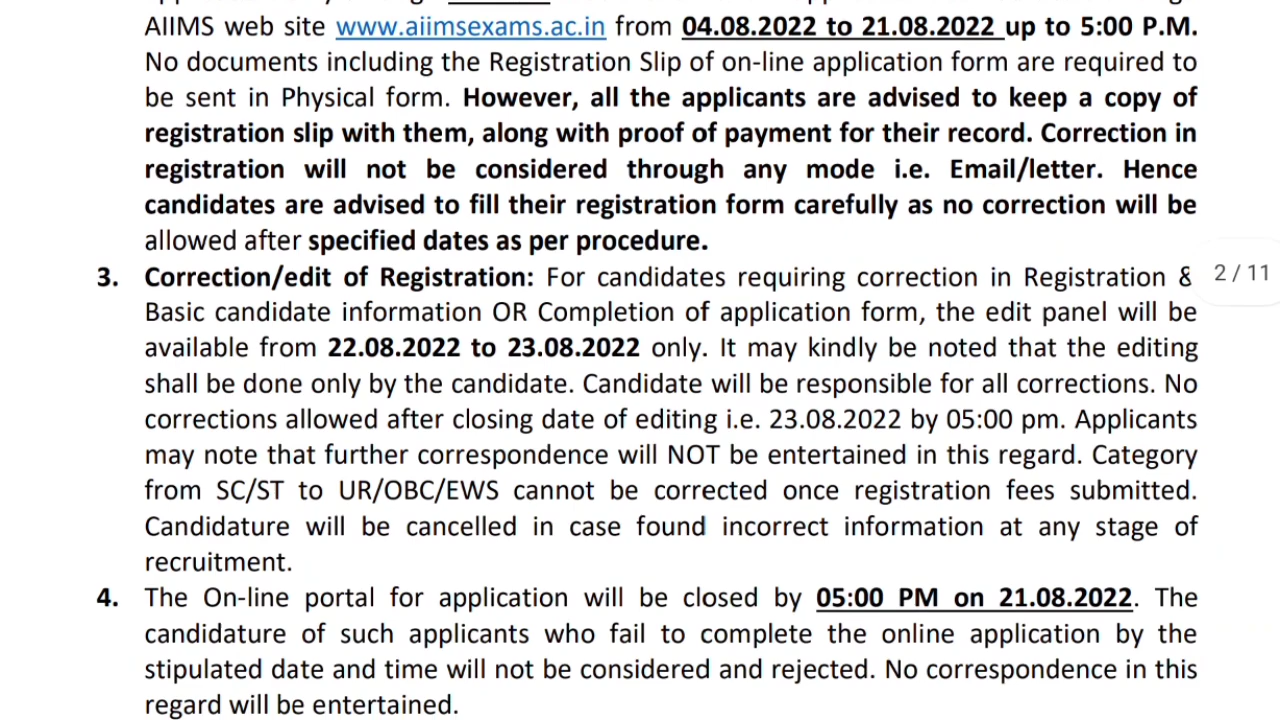 AIIMS web site www.aiimsexams.ac.in from 04.08.2022 to 21.08.2022 up to 5:00 P.M.
No documents including the Registration Slip of on-line application form are required to
be sent in Physical form. However, all the applicants are advised to keep a copy of
registration slip with them, along with proof of payment for their record. Correction in
registration will not be considered through any mode i.e. Email/letter. Hence
candidates are advised to fill their registration form carefully as no correction will be
allowed after specified dates as per procedure.
3. Correction/edit of Registration: For candidates requiring correction in Registration &
2 / 11
Basic candidate information OR Completion of application form, the edit panel will be
available from 22.08.2022 to 23.08.2022 only. It may kindly be noted that the editing
shall be done only by the candidate. Candidate will be responsible for all corrections. No
corrections allowed after closing date of editing i.e. 23.08.2022 by 05:00 pm. Applicants
may note that further correspondence will NOT be entertained in this regard. Category
from SC/ST to UR/OBC/EWS cannot be corrected once registration fees submitted.
Candidature will be cancelled in case found incorrect information at any stage of
recruitment.
4. The On-line portal for application will be closed by 05:00 PM on 21.08.2022. The
candidature of such applicants who fail to complete the online application by the
stipulated date and time will not be considered and rejected. No correspondence in this
regard will be entertained.